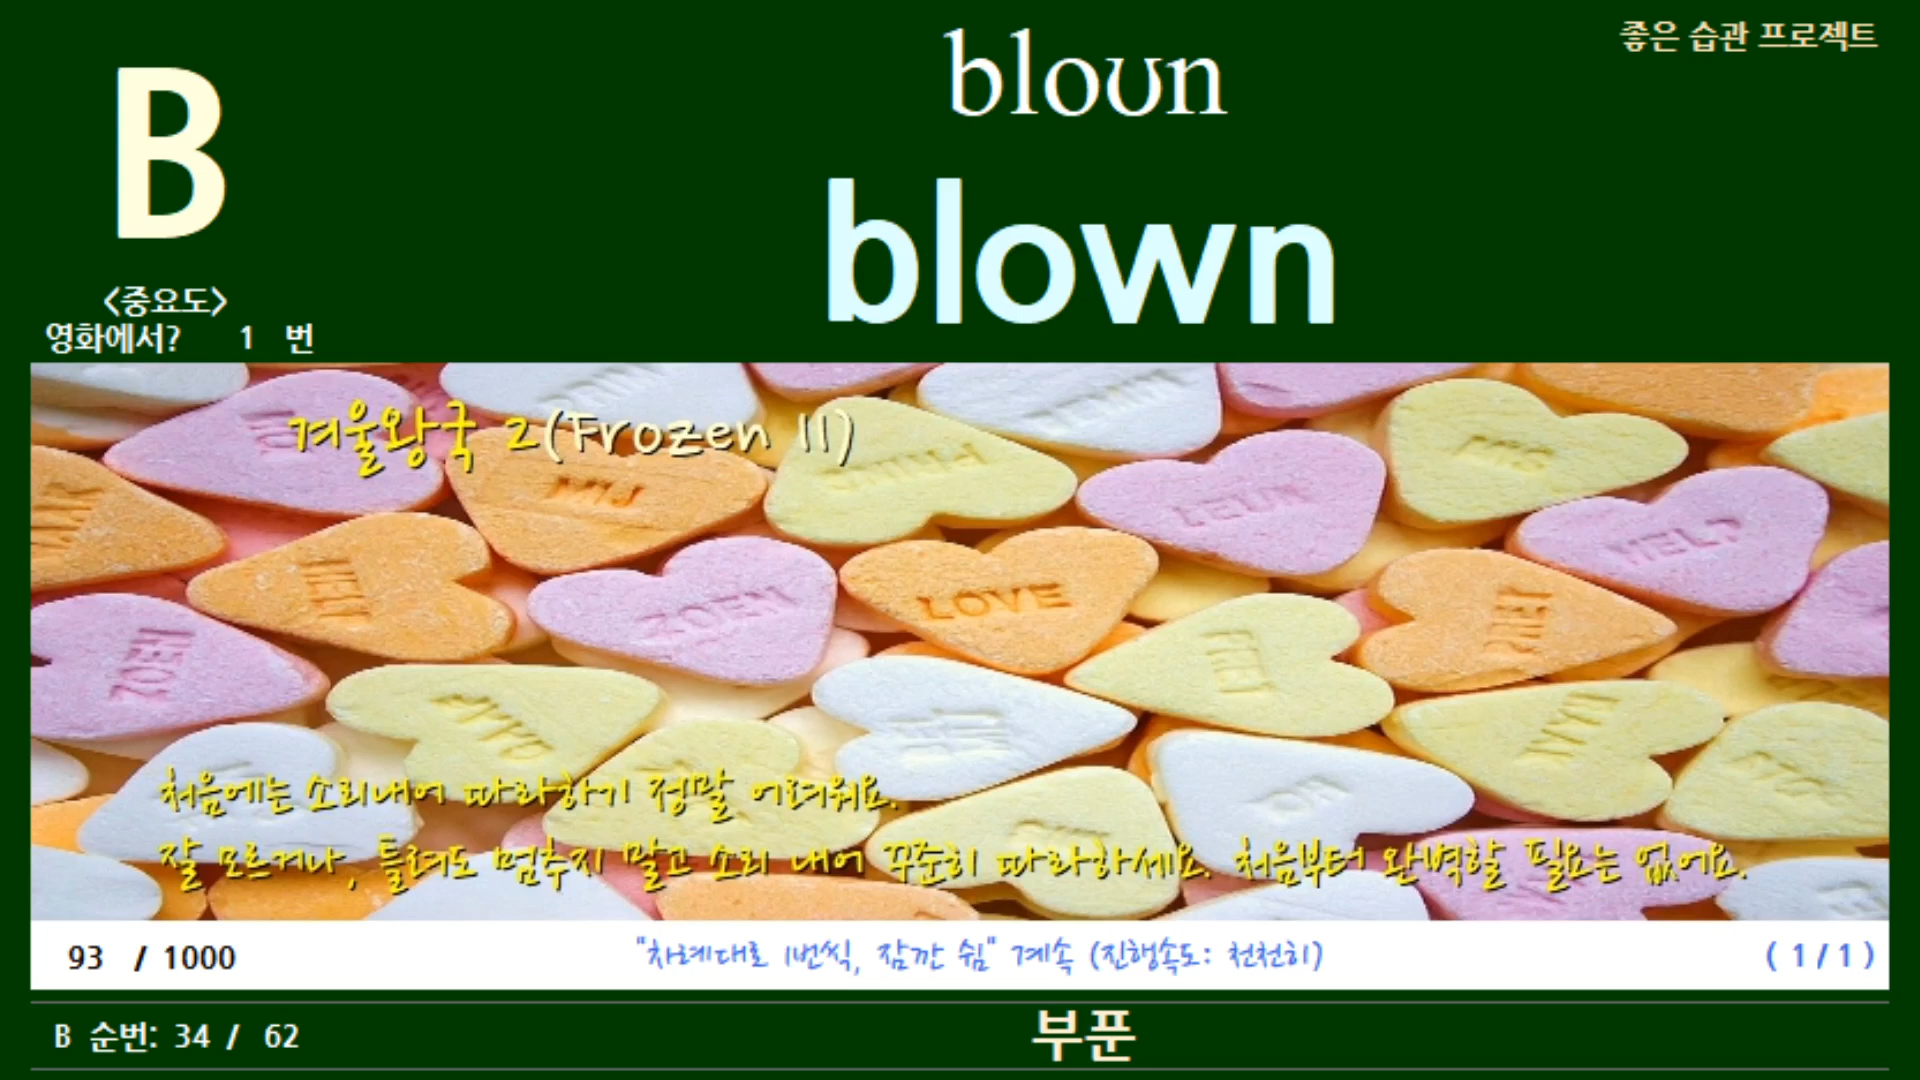 좋은 습관 프로젝트
B
bloʊn
blown
<중요도>
영화에서? 1 번
겨울왕국 2(Frozen II)
MIJ
LEUK
HELP
ZOEN
LOVE
처음에는 소리내어 따라하기 정말 어려워요.
잘 모르거나, 틀려도 멈추지 말고 소리 내어 꾸준히 따라하세요. 처음부터 완벽할 필요는 없어요.
93 / 1000
"차례대로 1번씩, 잠깐 쉼" 계속 (진행속도: 천천히)
( 1 / 1 )
B 순번: 34 / 62
부푼